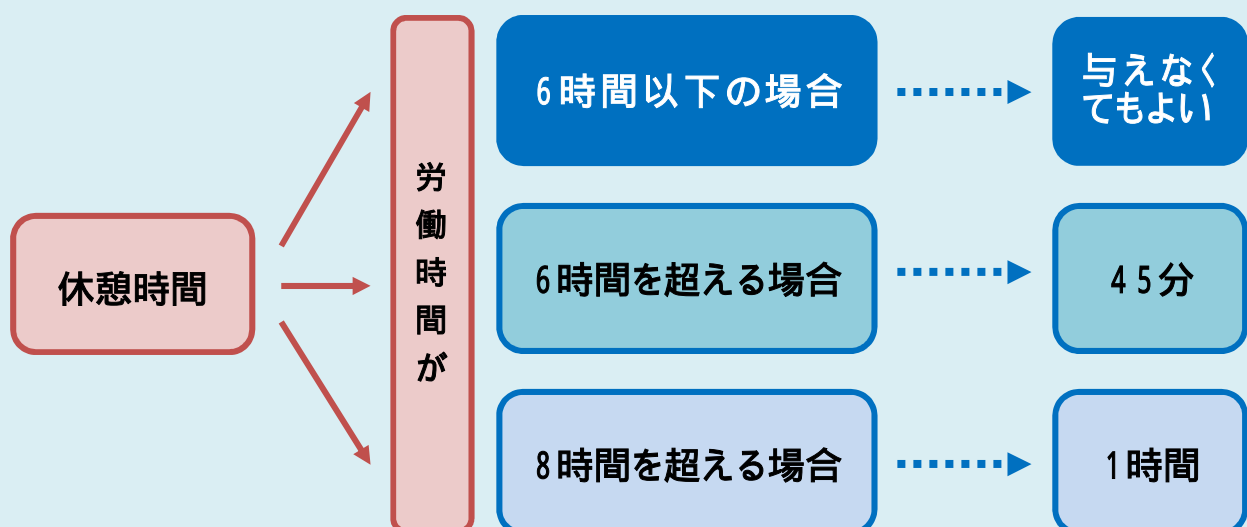 休憩時間
労働時間が
6時間以下の場合
与えなく
てもよい
6時間を超える場合
45分
8時間を超える場合
1時間